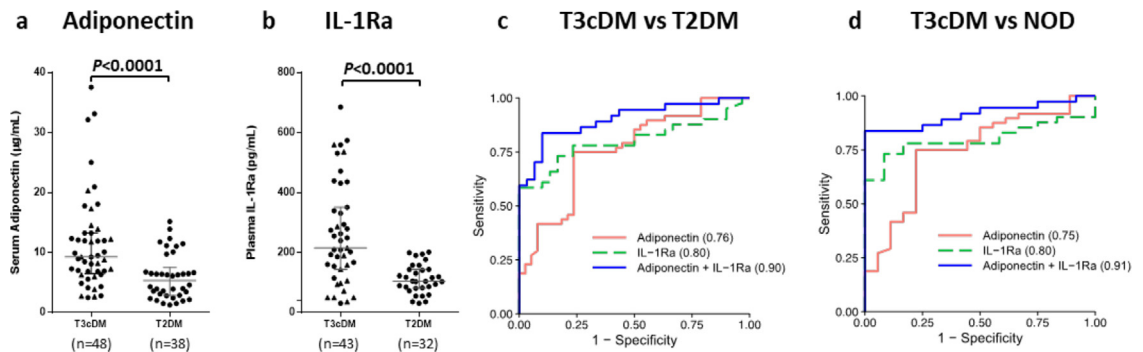 a Adiponectin
P<0.0001
Serum Adiponectin (µg/mL)
40
30
20
10
0
T3cDM T2DM
(n=48) (n=38)
b IL-1Ra
P<0.0001
Plasma IL-1Ra (pg/mL)
800
600
400
200
0
T3cDM T2DM
(n=43) (n=32)
c T3cDM vs T2DM
Sensitivity
1.00
0.75
0.50
0.25
0.00
Adiponectin (0.76)
IL-1Ra (0.80)
Adiponectin + IL-1Ra (0.90)
0.00 0.25 0.50 0.75 1.00
1 − Specificity
d T3cDM vs NOD
Sensitivity
1.00
0.75
0.50
0.25
0.00
Adiponectin (0.75)
IL-1Ra (0.80)
Adiponectin + IL-1Ra (0.91)
0.00 0.25 0.50 0.75 1.00
1 − Specificity